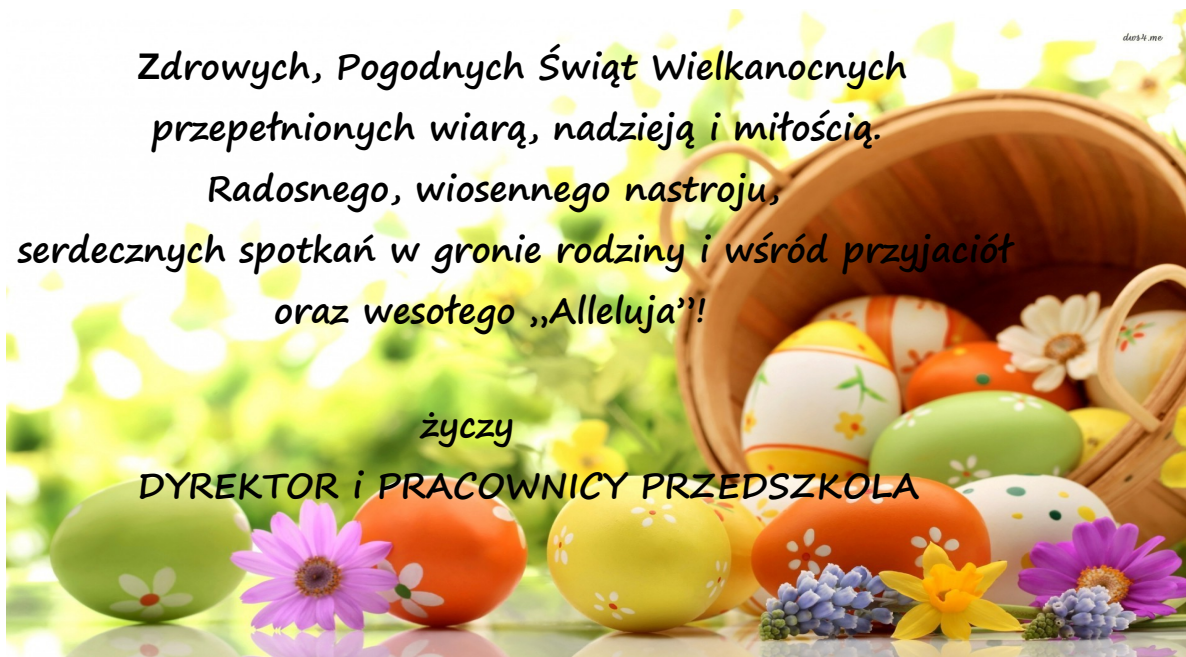 dws4.me
Zdrowych, Pogodnych Świąt Wielkanocnych
przepełnionych wiarą, nadzieją i miłością.
Radosnego, wiosennego nastroju,
serdecznych spotkań w gronie rodziny i wśród przyjaciół
oraz wesołego „Alleluja”!
życzy
DYREKTOR i PRACOWNICY PRZEDSZKOLA